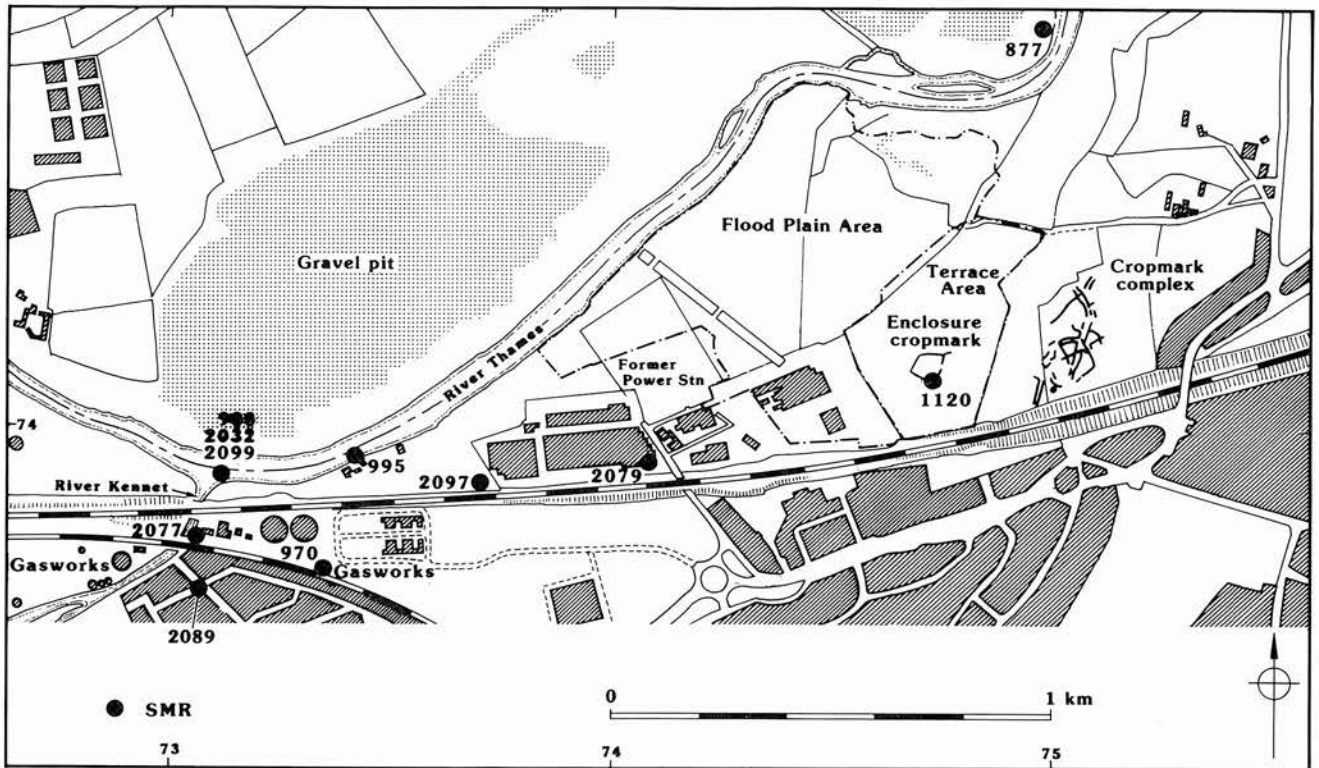 877
Flood Plain Area
Gravel pit
Terrace
Area
Cropmark
complex
Enclosure
cropmark
River Thames
Former
Power Stn
1120
74
2032
2099
995
2097
2079
River Kennet
2077
970
Gasworks
Gasworks
2089
SMR
0
1 km
73
74
75